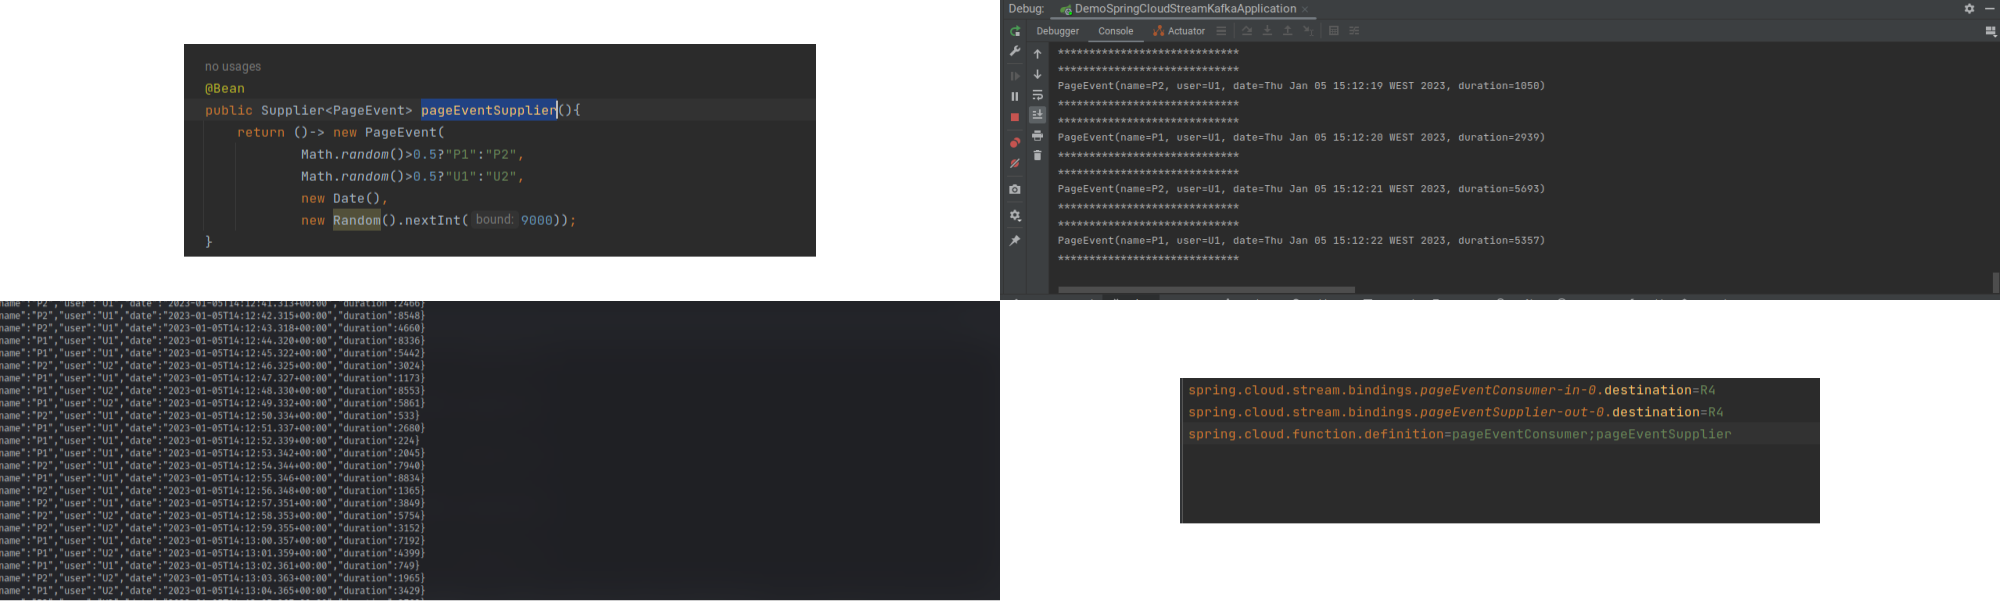 no usages
@Bean
public Supplier<PageEvent> pageEventSupplier(){
return ()-> new PageEvent(
Math.random()>0.5?"P1":"P2",
Math.random()>0.5?"U1":"U2",
new Date(),
new Random().nextInt( bound: 9000));
}
Debug: DemoSpringCloudStreamKafkaApplication ×
Debugger Console Actuator
*****************************
*****************************
PageEvent(name=P2, user=U1, date=Thu Jan 05 15:12:19 WEST 2023, duration=1050)
*****************************
*****************************
PageEvent(name=P1, user=U1, date=Thu Jan 05 15:12:20 WEST 2023, duration=2939)
*****************************
*****************************
PageEvent(name=P2, user=U1, date=Thu Jan 05 15:12:21 WEST 2023, duration=5693)
*****************************
*****************************
PageEvent(name=P1, user=U1, date=Thu Jan 05 15:12:22 WEST 2023, duration=5357)
*****************************
name":"P2","user":"U1","date":"2023-01-05T14:12:41.313+00:00","duration":2466}
name":"P2","user":"U1","date":"2023-01-05T14:12:42.315+00:00","duration":8548}
name":"P2","user":"U1","date":"2023-01-05T14:12:43.318+00:00","duration":4660}
name":"P1","user":"U1","date":"2023-01-05T14:12:44.320+00:00","duration":8336}
name":"P1","user":"U1","date":"2023-01-05T14:12:45.322+00:00","duration":5442}
name":"P2","user":"U2","date":"2023-01-05T14:12:46.325+00:00","duration":3024}
name":"P1","user":"U1","date":"2023-01-05T14:12:47.327+00:00","duration":1173}
name":"P1","user":"U2","date":"2023-01-05T14:12:48.330+00:00","duration":8553}
name":"P1","user":"U2","date":"2023-01-05T14:12:49.332+00:00","duration":5861}
name":"P2","user":"U1","date":"2023-01-05T14:12:50.334+00:00","duration":533}
name":"P1","user":"U1","date":"2023-01-05T14:12:51.337+00:00","duration":2680}
name":"P1","user":"U1","date":"2023-01-05T14:12:52.339+00:00","duration":224}
name":"P1","user":"U1","date":"2023-01-05T14:12:53.342+00:00","duration":2045}
name":"P2","user":"U1","date":"2023-01-05T14:12:54.344+00:00","duration":7940}
name":"P1","user":"U1","date":"2023-01-05T14:12:55.346+00:00","duration":8834}
name":"P2","user":"U1","date":"2023-01-05T14:12:56.348+00:00","duration":1365}
name":"P2","user":"U1","date":"2023-01-05T14:12:57.351+00:00","duration":3849}
name":"P2","user":"U2","date":"2023-01-05T14:12:58.353+00:00","duration":5754}
name":"P2","user":"U2","date":"2023-01-05T14:12:59.355+00:00","duration":3152}
name":"P1","user":"U1","date":"2023-01-05T14:13:00.357+00:00","duration":7192}
name":"P1","user":"U2","date":"2023-01-05T14:13:01.359+00:00","duration":4399}
name":"P1","user":"U1","date":"2023-01-05T14:13:02.361+00:00","duration":749}
name":"P2","user":"U2","date":"2023-01-05T14:13:03.363+00:00","duration":1965}
name":"P1","user":"U2","date":"2023-01-05T14:13:04.365+00:00","duration":3429}
spring.cloud.stream.bindings.pageEventConsumer-in-0.destination=R4
spring.cloud.stream.bindings.pageEventSupplier-out-0.destination=R4
spring.cloud.function.definition=pageEventConsumer;pageEventSupplier